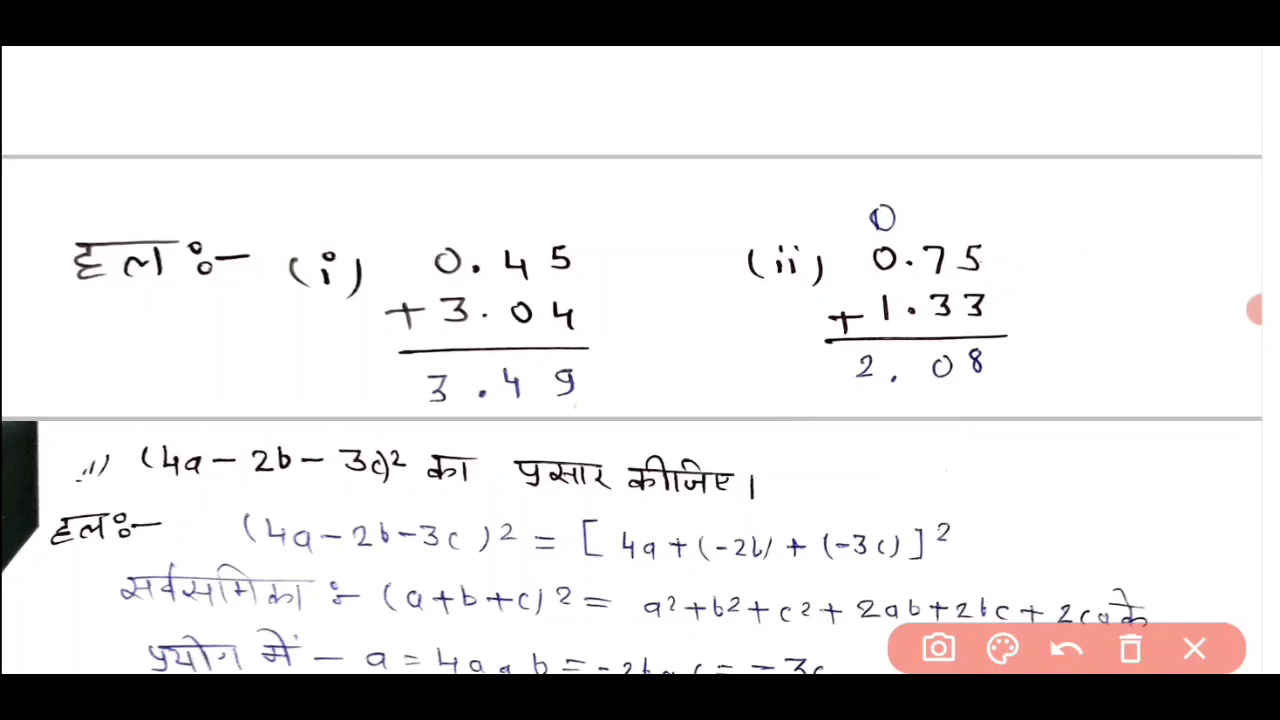 0
हलः- (i) 0.45 (ii) 0.75
+ 3.04 + 1.33
3.49 2.08
(4a - 2b - 3c)² का प्रसार कीजिए।
हलः- (4a - 2b - 3c)² = [4a + (-2b) + (-3c)]²
सर्वसमिका :- (a+b+c)² = a² + b² + c² + 2ab + 2bc + 2ca के
प्रयोग में - a = 4a, b = -2b, c = -3c